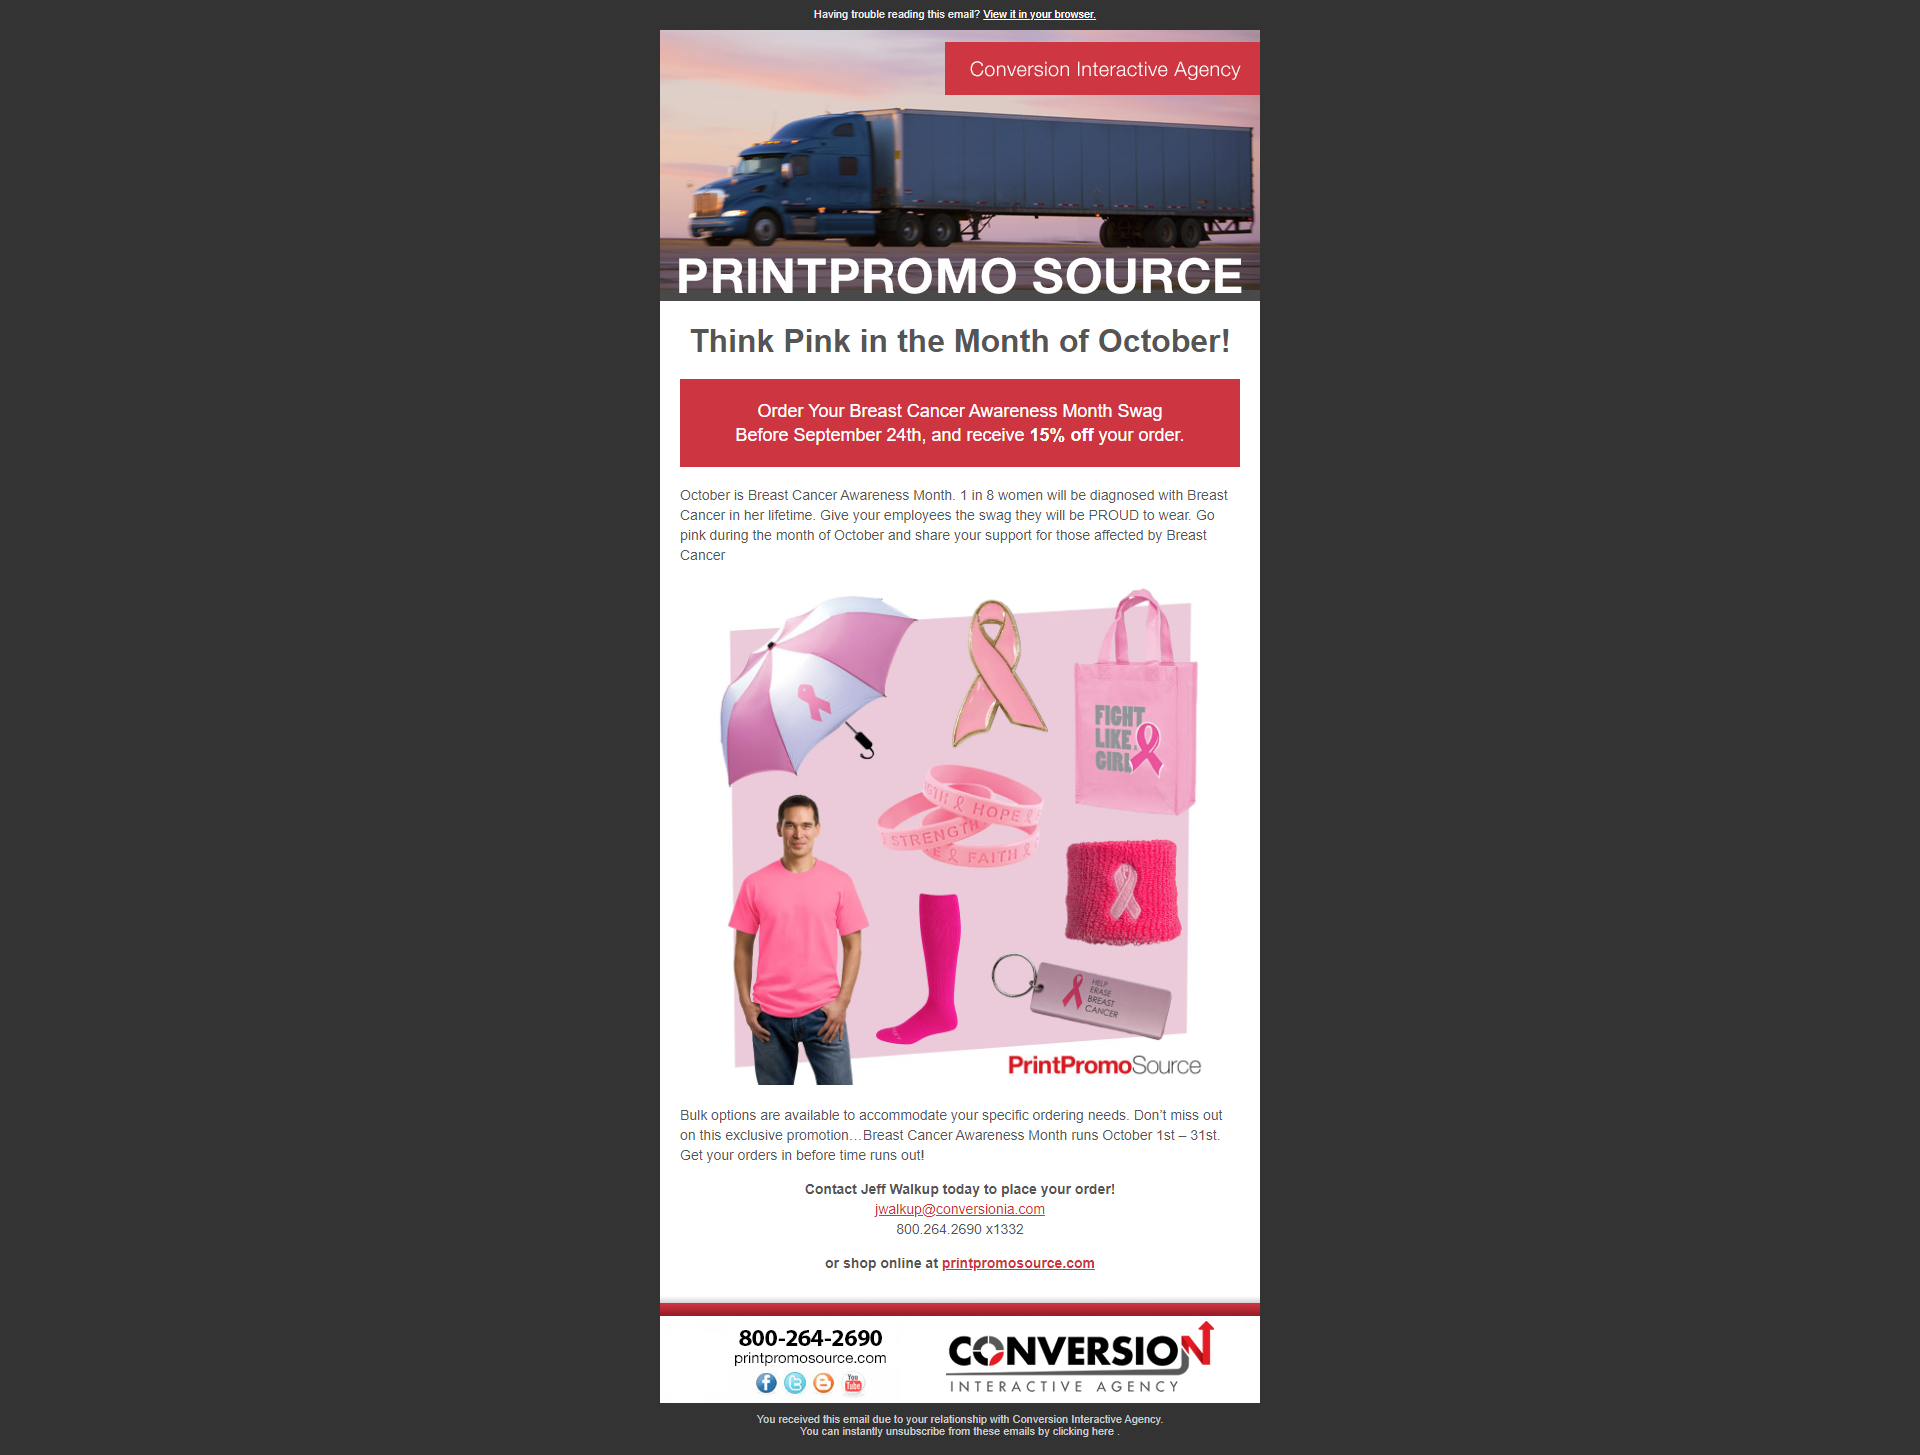 Having trouble reading this email? View it in your browser.
Conversion Interactive Agency
PRINTPROMO SOURCE
Think Pink in the Month of October!
Order Your Breast Cancer Awareness Month Swag
Before September 24th, and receive 15% off your order.
October is Breast Cancer Awareness Month. 1 in 8 women will be diagnosed with Breast
Cancer in her lifetime. Give your employees the swag they will be PROUD to wear. Go
pink during the month of October and share your support for those affected by Breast
Cancer
FIGHT
LIKE A
GIRL
HOPE
STRENGTH
FAITH
HELP
ERASE
BREAST
CANCER
PrintPromoSource
Bulk options are available to accommodate your specific ordering needs. Don’t miss out
on this exclusive promotion…Breast Cancer Awareness Month runs October 1st – 31st.
Get your orders in before time runs out!
Contact Jeff Walkup today to place your order!
jwalkup@conversionia.com
800.264.2690 x1332
or shop online at printpromosource.com
800-264-2690
printpromosource.com
You
Tube
CONVERSION
INTERACTIVE AGENCY
You received this email due to your relationship with Conversion Interactive Agency.
You can instantly unsubscribe from these emails by clicking here .